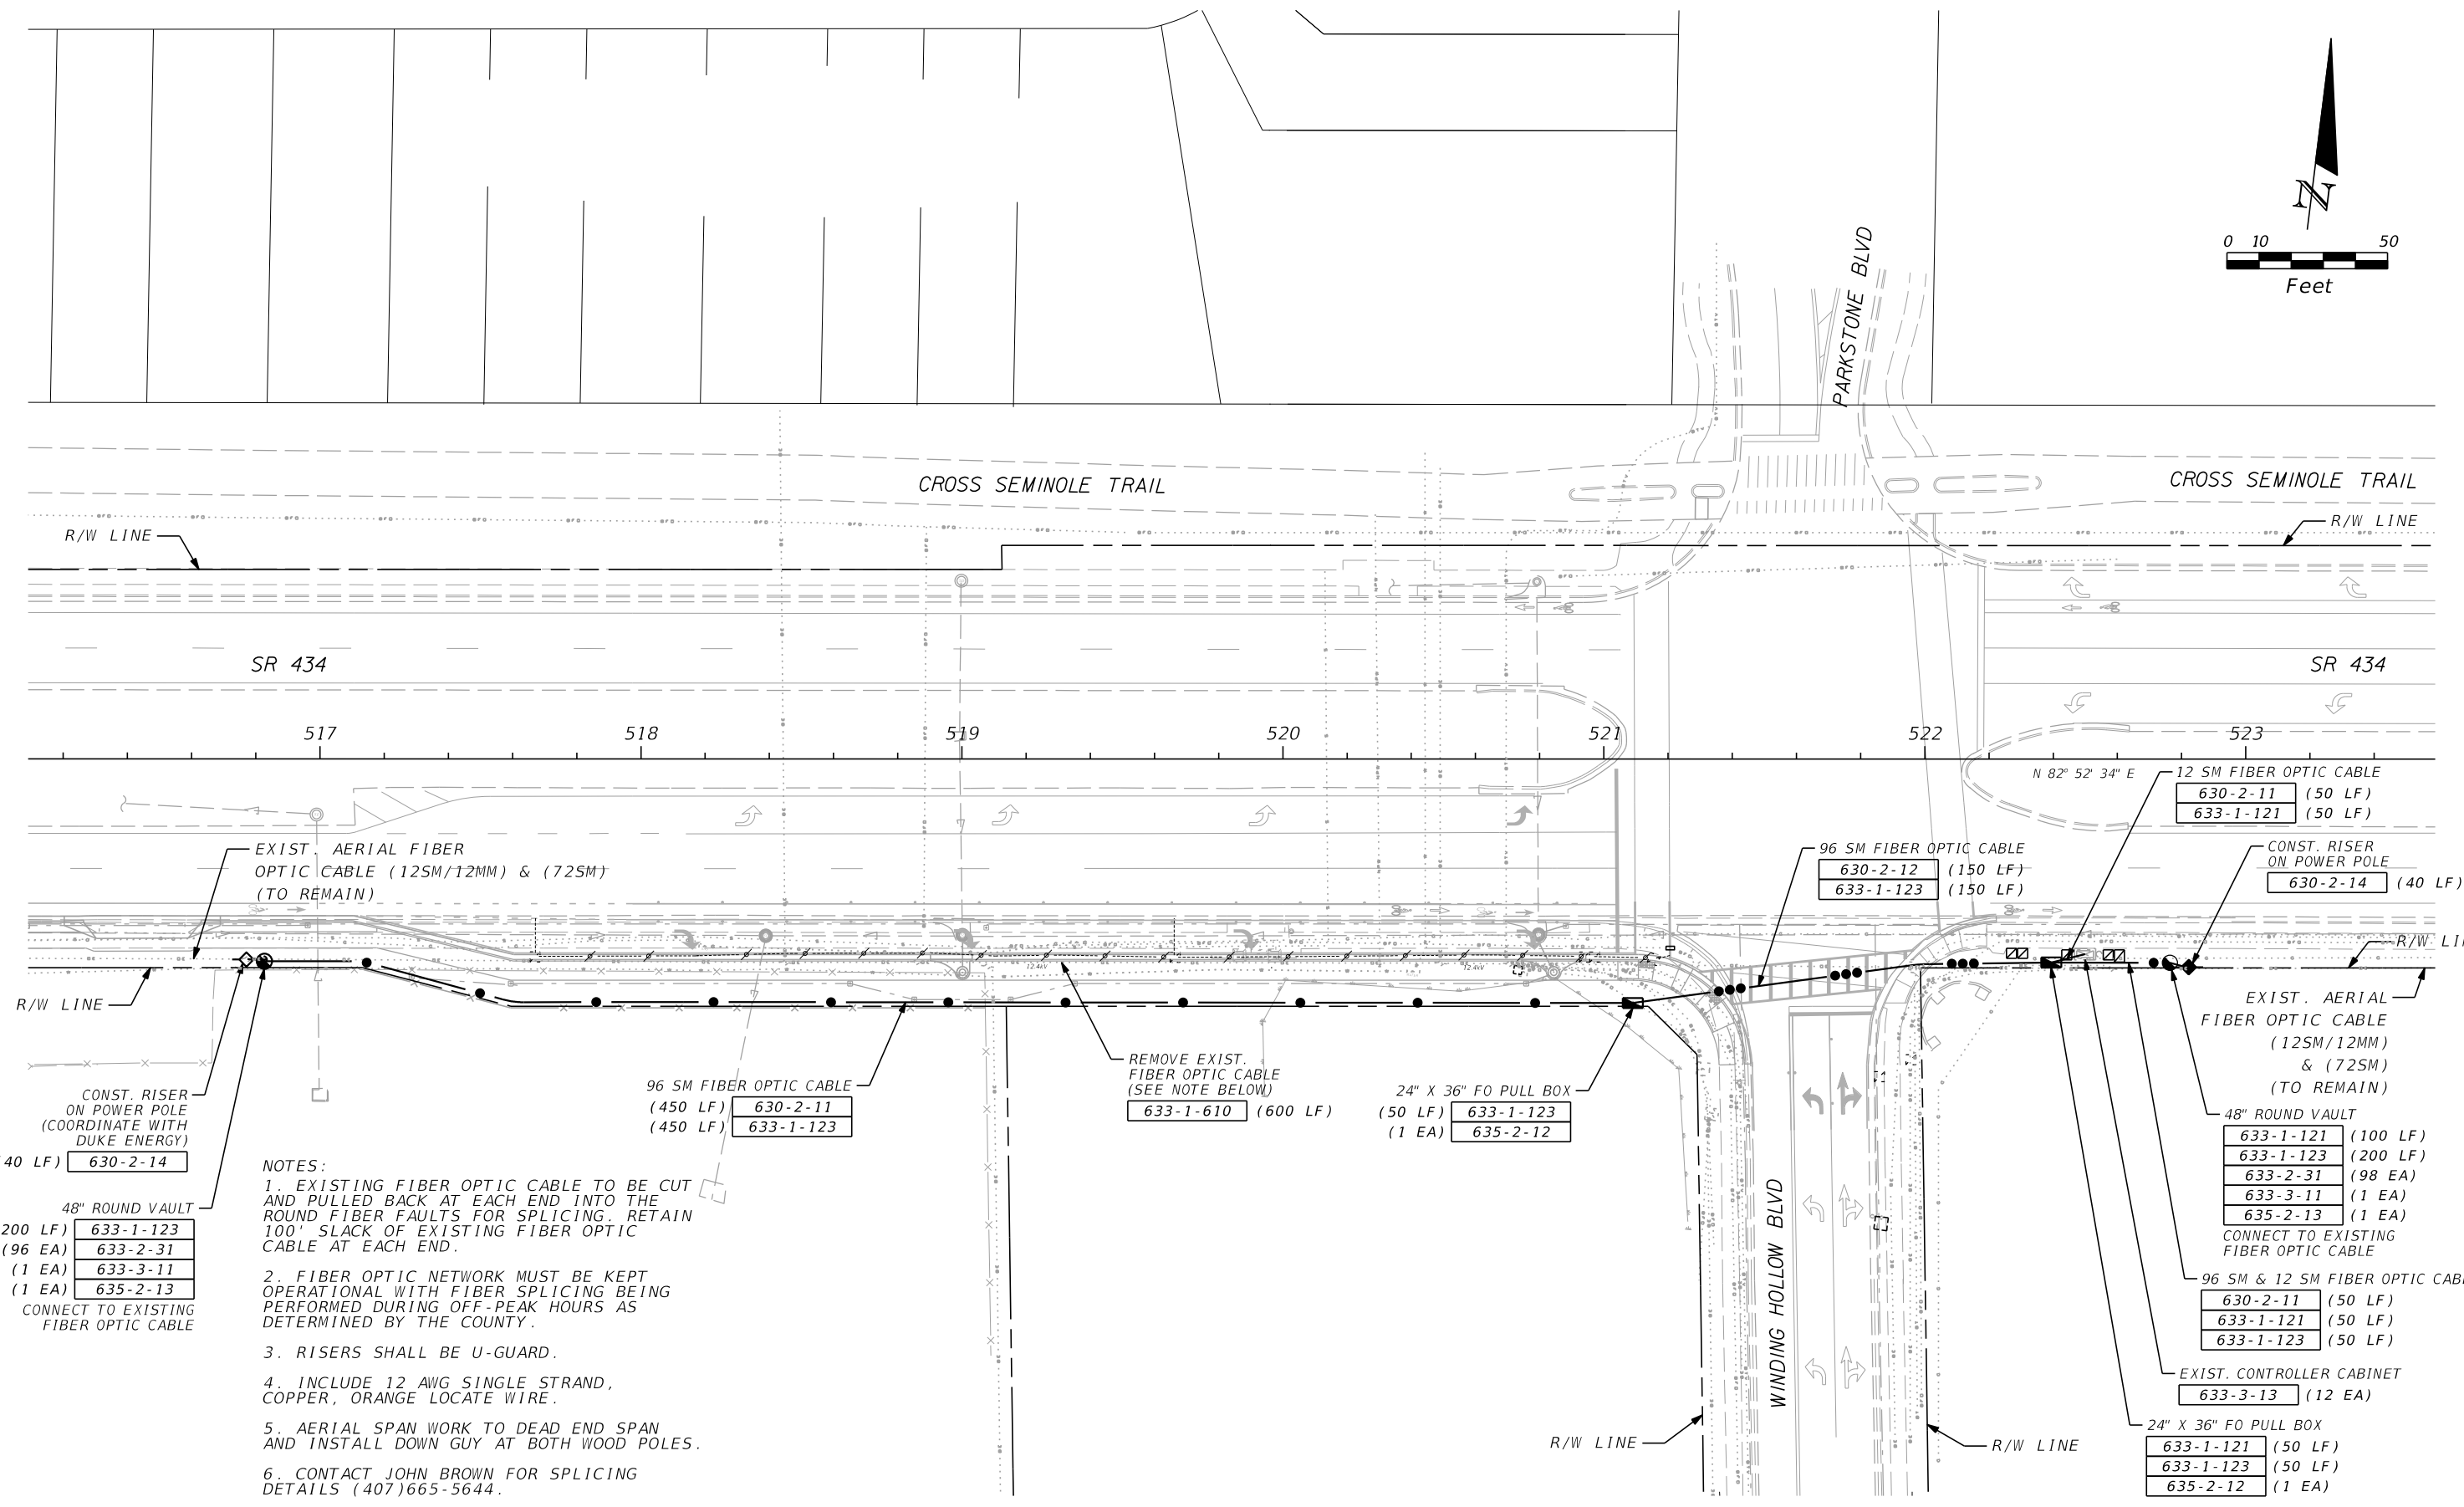 N
0 10 50
Feet
PARKSTONE BLVD
CROSS SEMINOLE TRAIL
CROSS SEMINOLE TRAIL
R/W LINE
R/W LINE
SR 434
SR 434
517 518 519 520 521 522 523
N 82° 52' 34" E
12 SM FIBER OPTIC CABLE
630-2-11 (50 LF)
633-1-121 (50 LF)
EXIST. AERIAL FIBER
OPTIC CABLE (12SM/12MM) & (72SM)
(TO REMAIN)
96 SM FIBER OPTIC CABLE
630-2-12 (150 LF)
633-1-123 (150 LF)
CONST. RISER
ON POWER POLE
630-2-14 (40 LF)
R/W LINE
R/W
EXIST. AERIAL
FIBER OPTIC CABLE
(12SM/12MM)
& (72SM)
(TO REMAIN)
CONST. RISER
ON POWER POLE
(COORDINATE WITH
DUKE ENERGY)
40 LF) 630-2-14
96 SM FIBER OPTIC CABLE
(450 LF) 630-2-11
(450 LF) 633-1-123
REMOVE EXIST.
FIBER OPTIC CABLE
(SEE NOTE BELOW)
633-1-610 (600 LF)
12.4kV
12.4kV
24" X 36" FO PULL BOX
(50 LF) 633-1-123
(1 EA) 635-2-12
48" ROUND VAULT
633-1-121 (100 LF)
633-1-123 (200 LF)
633-2-31 (98 EA)
633-3-11 (1 EA)
635-2-13 (1 EA)
CONNECT TO EXISTING
FIBER OPTIC CABLE
48" ROUND VAULT
200 LF) 633-1-123
(96 EA) 633-2-31
(1 EA) 633-3-11
(1 EA) 635-2-13
CONNECT TO EXISTING
FIBER OPTIC CABLE
NOTES:
1. EXISTING FIBER OPTIC CABLE TO BE CUT
AND PULLED BACK AT EACH END INTO THE
ROUND FIBER FAULTS FOR SPLICING. RETAIN
100' SLACK OF EXISTING FIBER OPTIC
CABLE AT EACH END.
2. FIBER OPTIC NETWORK MUST BE KEPT
OPERATIONAL WITH FIBER SPLICING BEING
PERFORMED DURING OFF-PEAK HOURS AS
DETERMINED BY THE COUNTY.
3. RISERS SHALL BE U-GUARD.
4. INCLUDE 12 AWG SINGLE STRAND,
COPPER, ORANGE LOCATE WIRE.
5. AERIAL SPAN WORK TO DEAD END SPAN
AND INSTALL DOWN GUY AT BOTH WOOD POLES.
6. CONTACT JOHN BROWN FOR SPLICING
DETAILS (407)665-5644.
WINDING HOLLOW BLVD
R/W LINE
R/W LINE
96 SM & 12 SM FIBER OPTIC
630-2-11 (50 LF)
633-1-121 (50 LF)
633-1-123 (50 LF)
EXIST. CONTROLLER CABINET
633-3-13 (12 EA)
24" X 36" FO PULL BOX
633-1-121 (50 LF)
633-1-123 (50 LF)
635-2-12 (1 EA)